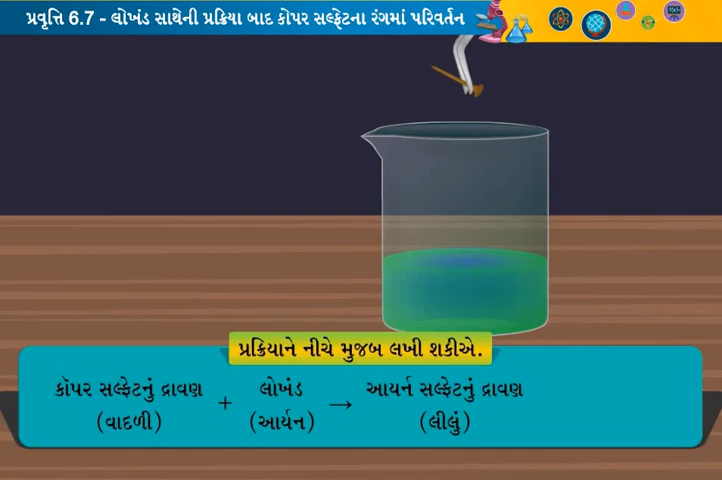 પ્રવૃત્તિ 6.7 - લોખંડ સાથેની પ્રક્રિયા બાદ કોપર સલ્ફેટના રંગમાં પરિવર્તન
પ્રક્રિયાને નીચે મુજબ લખી શકીએ.
કૉપર સલ્ફેટનું દ્રાવણ + લોખંડ → આયર્ન સલ્ફેટનું દ્રાવણ
(વાદળી) (આર્યન) (લીલું)